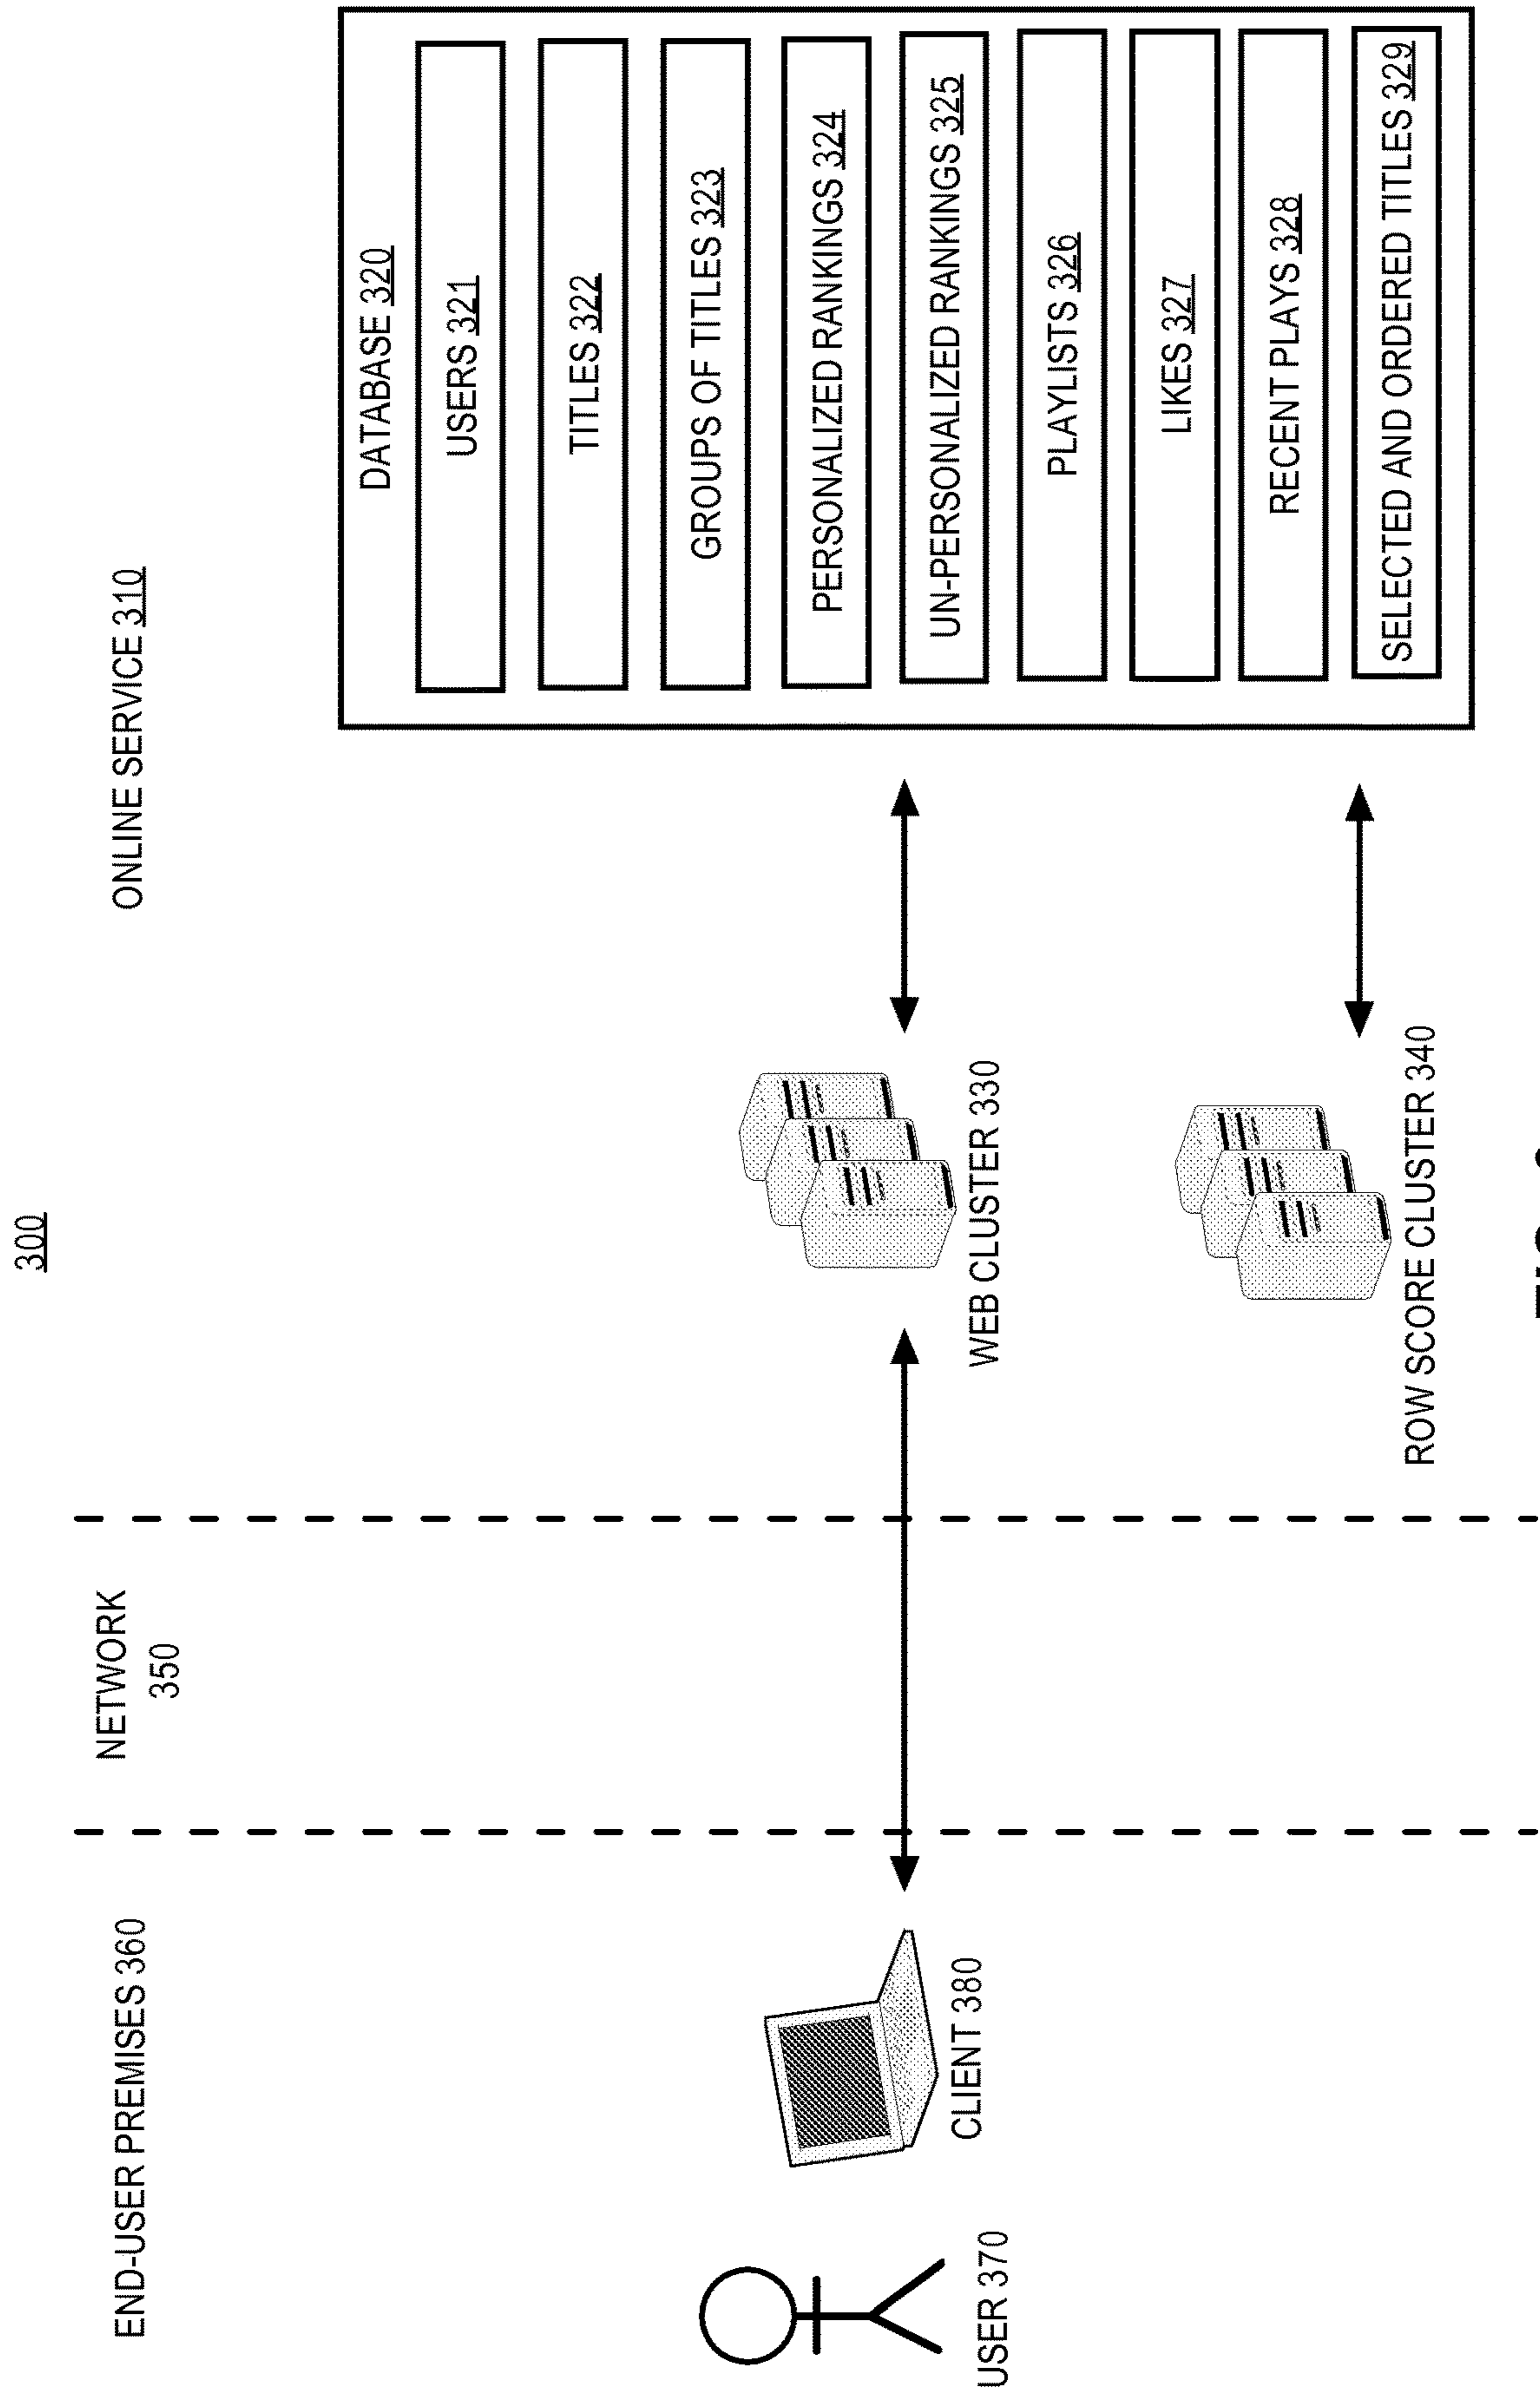 300
END-USER PREMISES 360
NETWORK
350
ONLINE SERVICE 310
DATABASE 320
USERS 321
TITLES 322
GROUPS OF TITLES 323
PERSONALIZED RANKINGS 324
UN-PERSONALIZED RANKINGS 325
PLAYLISTS 326
LIKES 327
RECENT PLAYS 328
SELECTED AND ORDERED TITLES 329
USER 370
CLIENT 380
WEB CLUSTER 330
ROW SCORE CLUSTER 340